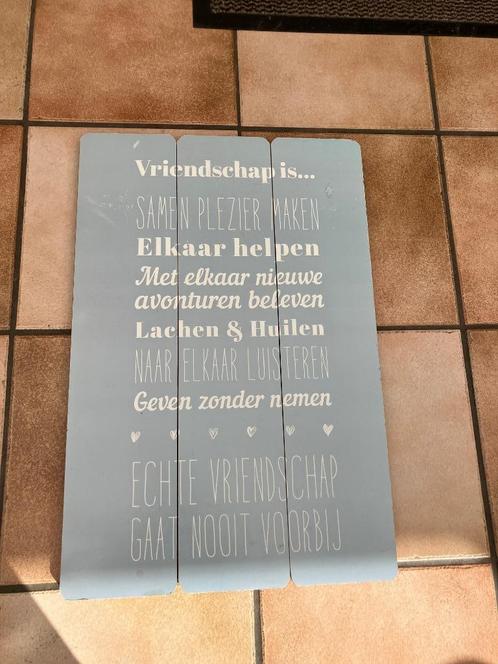 Vriendschap is...
SAMEN PLEZIER MAKEN
Elkaar helpen
Met elkaar nieuwe
avonturen beleven
Lachen & Huilen
NAAR ELKAAR LUISTEREN
Geven zonder nemen
ECHTE VRIENDSCHAP
GAAT NOOIT VOORBIJ